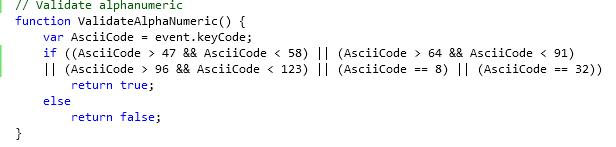 // Validate alphanumeric
function ValidateAlphaNumeric() {
    var AsciiCode = event.keyCode;
    if ((AsciiCode > 47 && AsciiCode < 58) || (AsciiCode > 64 && AsciiCode < 91)
    || (AsciiCode > 96 && AsciiCode < 123) || (AsciiCode == 8) || (AsciiCode == 32))
        return true;
    else
        return false;
}